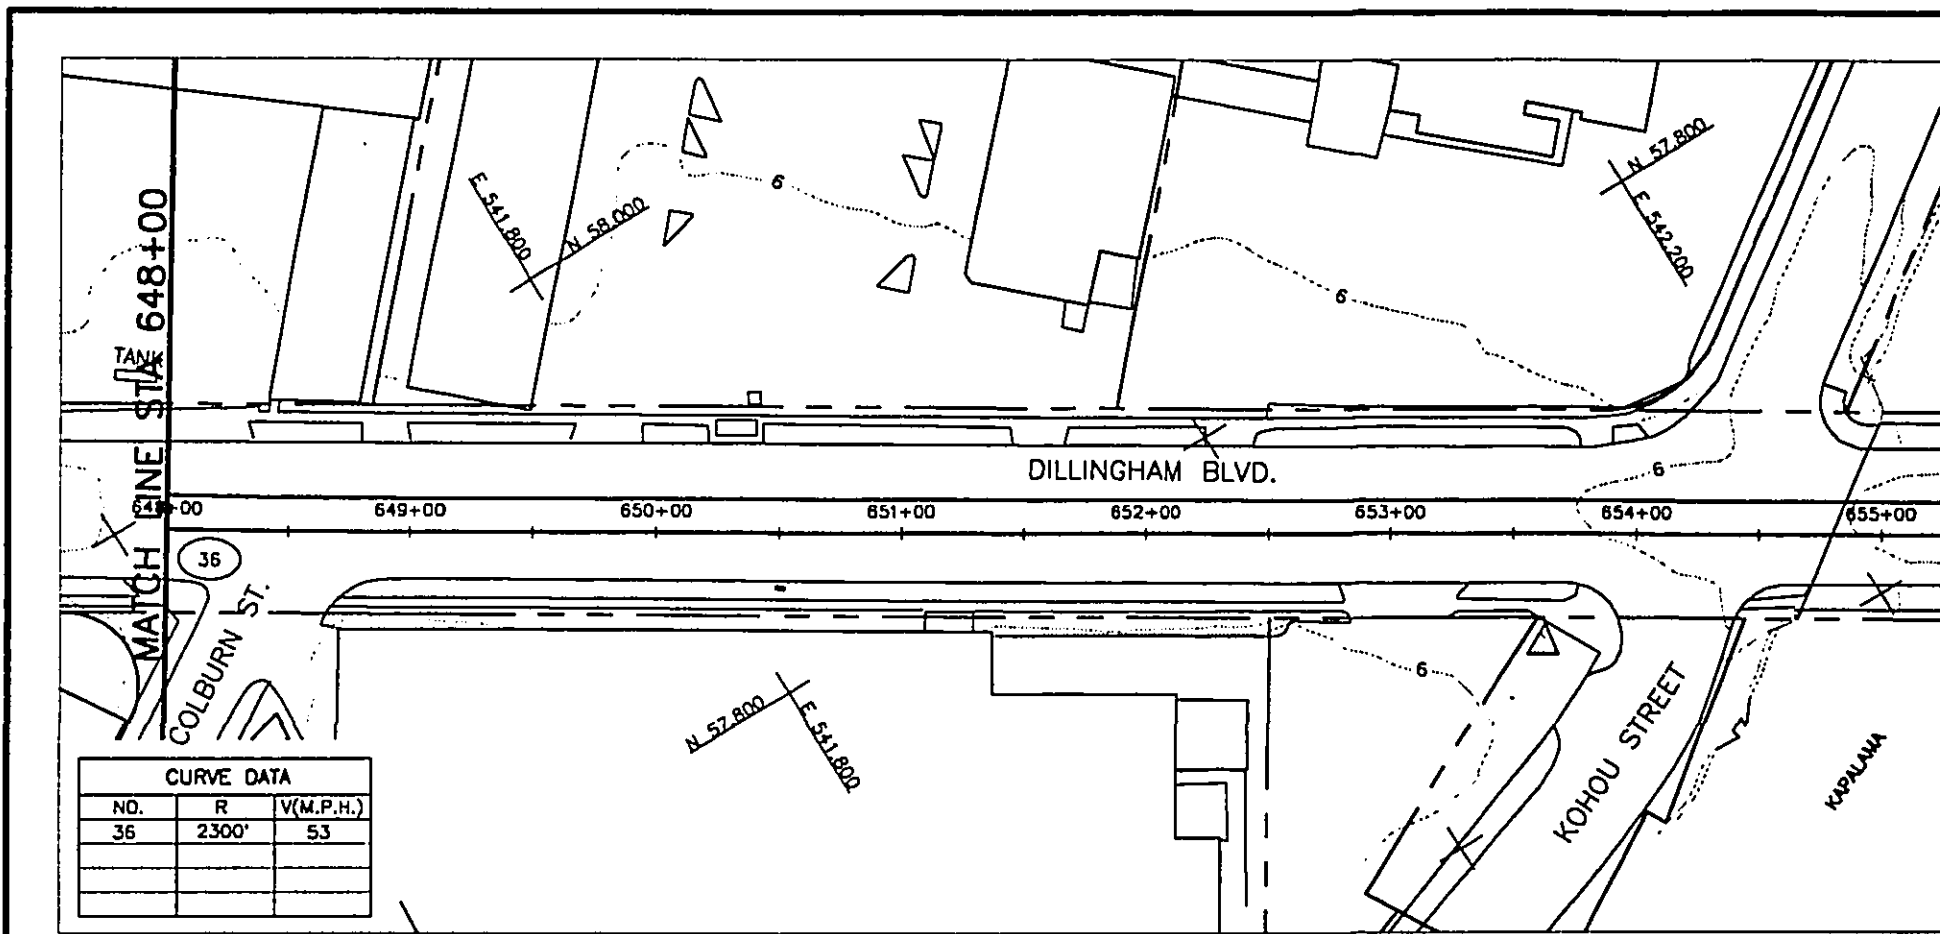 N 57,800
E 542,200
6
E 541,800
N 58,000
6
MATCH LINE STA 648+00
TANK
DILLINGHAM BLVD.
6
649+00
650+00
651+00
652+00
653+00
654+00
655+00
36
COLBURN ST.
6
N 57,800
E 541,800
KOHOU STREET
KAPALAMA
CURVE DATA
NO. R V(M.P.H.)
36 2300' 53